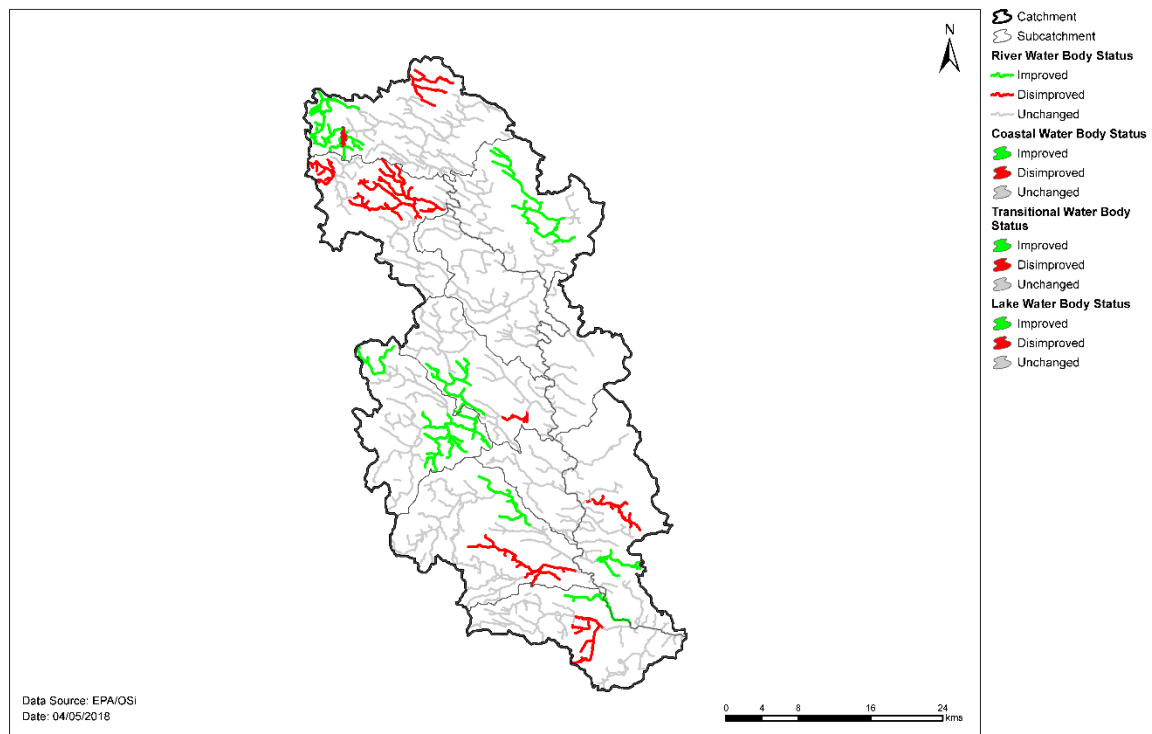 N
Catchment
Subcatchment
River Water Body Status
Improved
Disimproved
Unchanged
Coastal Water Body Status
Improved
Disimproved
Unchanged
Transitional Water Body
Status
Improved
Disimproved
Unchanged
Lake Water Body Status
Improved
Disimproved
Unchanged
Data Source: EPA/OSi
Date: 04/05/2018
0 4 8 16 24
kms